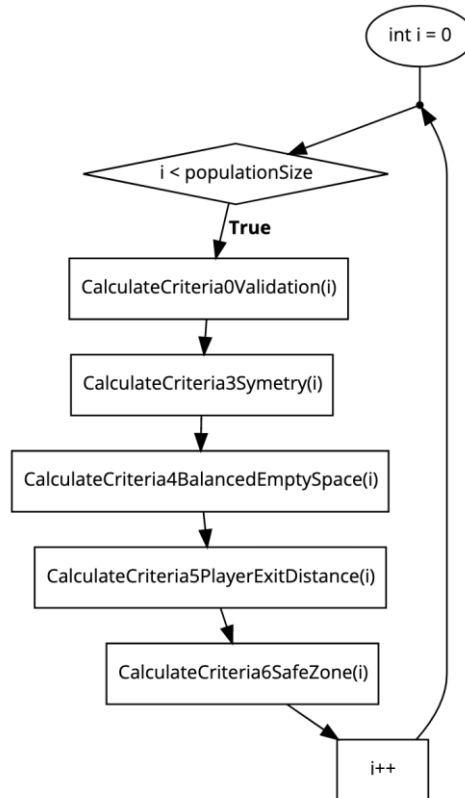 int i = 0
i < populationSize
True
CalculateCriteria0Validation(i)
CalculateCriteria3Symetry(i)
CalculateCriteria4BalancedEmptySpace(i)
CalculateCriteria5PlayerExitDistance(i)
CalculateCriteria6SafeZone(i)
i++